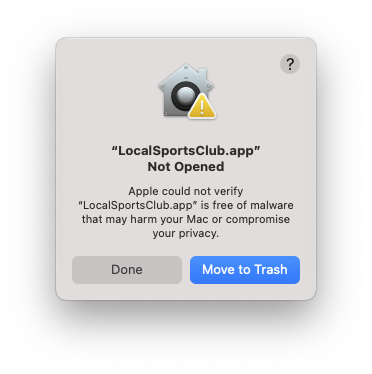 ?
“LocalSportsClub.app”
Not Opened
Apple could not verify
“LocalSportsClub.app” is free of malware
that may harm your Mac or compromise
your privacy.
Done
Move to Trash